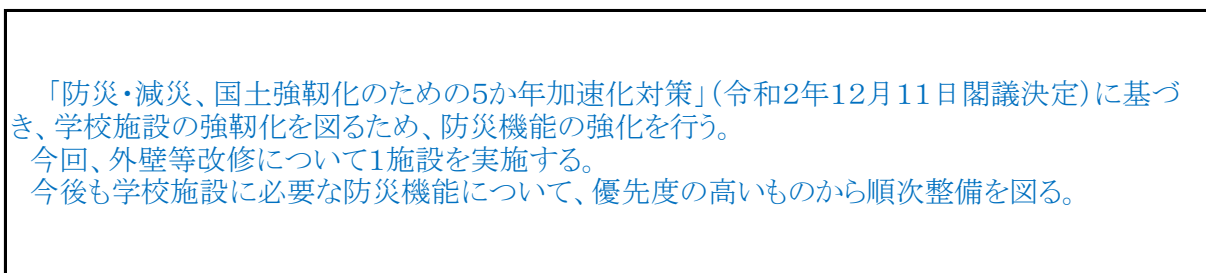 「防災・減災、国土強靭化のための5か年加速化対策」(令和2年12月11日閣議決定)に基づ
き、学校施設の強靭化を図るため、防災機能の強化を行う。
今回、外壁等改修について1施設を実施する。
今後も学校施設に必要な防災機能について、優先度の高いものから順次整備を図る。